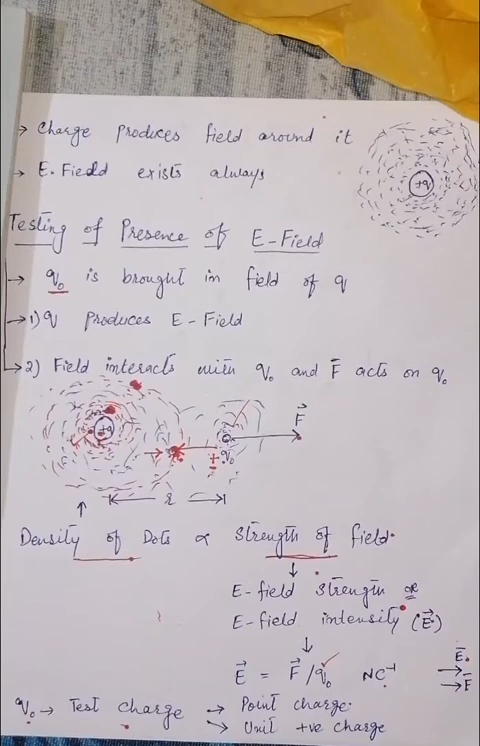 → Charge produces field around it
→ E. Field exists always
+q
Testing of Presence of E-Field
→ q₀ is brought in field of q
→ 1) q Produces E-Field
→ 2) Field interacts with q₀ and F⃗ acts on q₀
+q
F⃗
+ q₀
r
Density of Dots ∝ Strength of field.
↓
E-field Strength or
E-field intensity (E⃗)
↓
E⃗ = F⃗/q₀ NC⁻¹
E⃗
F⃗
q₀ → Test charge → Point charge.
→ Unit +ve charge